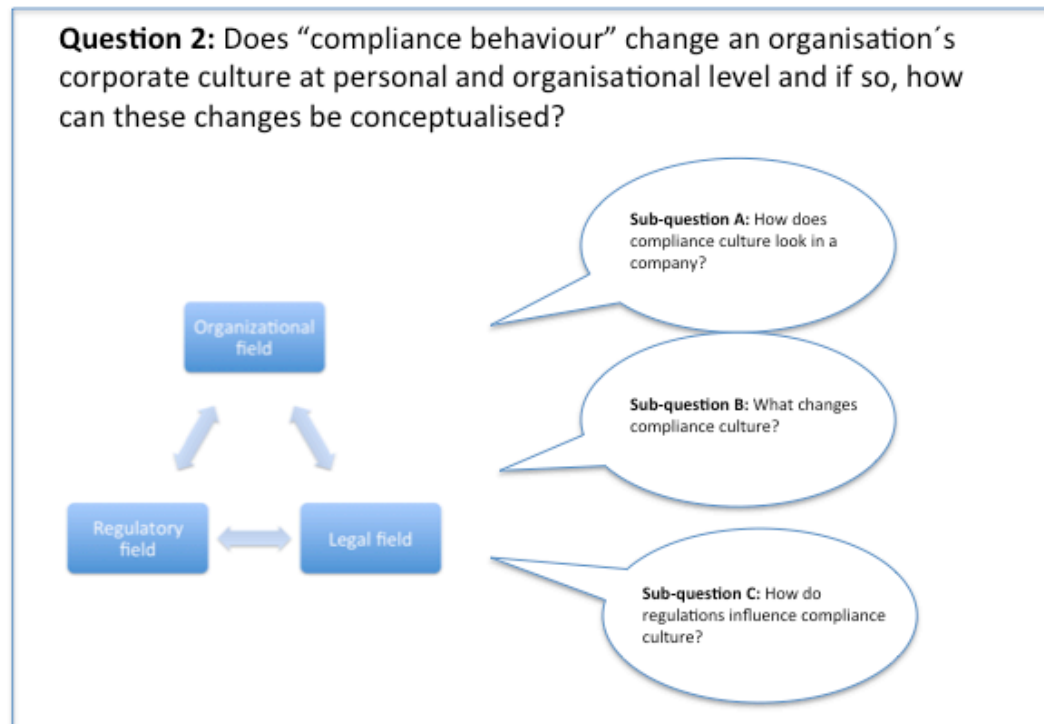 Question 2: Does “compliance behaviour” change an organisation´s
corporate culture at personal and organisational level and if so, how
can these changes be conceptualised?
Sub-question A: How does
compliance culture look in a
company?
Organizational
field
Sub-question B: What changes
compliance culture?
Regulatory
field
Legal field
Sub-question C: How do
regulations influence compliance
culture?